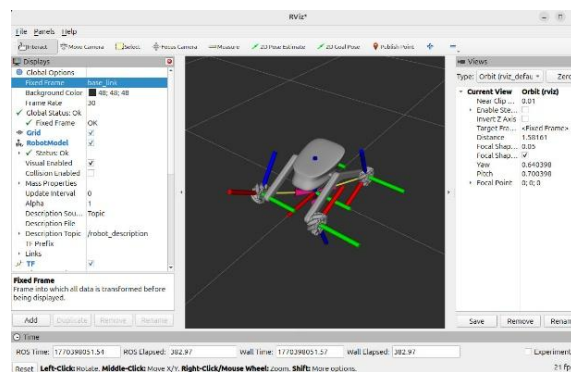 RViz*
File Panels Help
Interact Move Camera Select Focus Camera Measure 2D Pose Estimate 2D Goal Pose Publish Point
Displays
Global Options
Fixed Frame base_link
Background Color 48; 48; 48
Frame Rate 30
Global Status: Ok
Fixed Frame OK
Grid
RobotModel
Status: Ok
Visual Enabled
Collision Enabled
Mass Properties
Update Interval 0
Alpha 1
Description Sou... Topic
Description File
Description Topic /robot_description
TF Prefix
Links
TF
Fixed Frame
Frame into which all data is transformed before
being displayed.
Add Duplicate Remove Rename
Views
Type: Orbit (rviz_defau Zero
Current View Orbit (rviz)
Near Clip ... 0.01
Enable Ste...
Invert Z Axis
Target Fra... <Fixed Frame>
Distance 1.58161
Focal Shap... 0.05
Focal Shap...
Yaw 0.640398
Pitch 0.700398
Focal Point 0; 0; 0
Save Remove Renam
Time
ROS Time: 1770398051.54 ROS Elapsed: 382.97 Wall Time: 1770398051.57 Wall Elapsed: 382.97 Experiment
Reset Left-Click: Rotate. Middle-Click: Move X/Y. Right-Click/Mouse Wheel: Zoom. Shift: More options. 21 fp